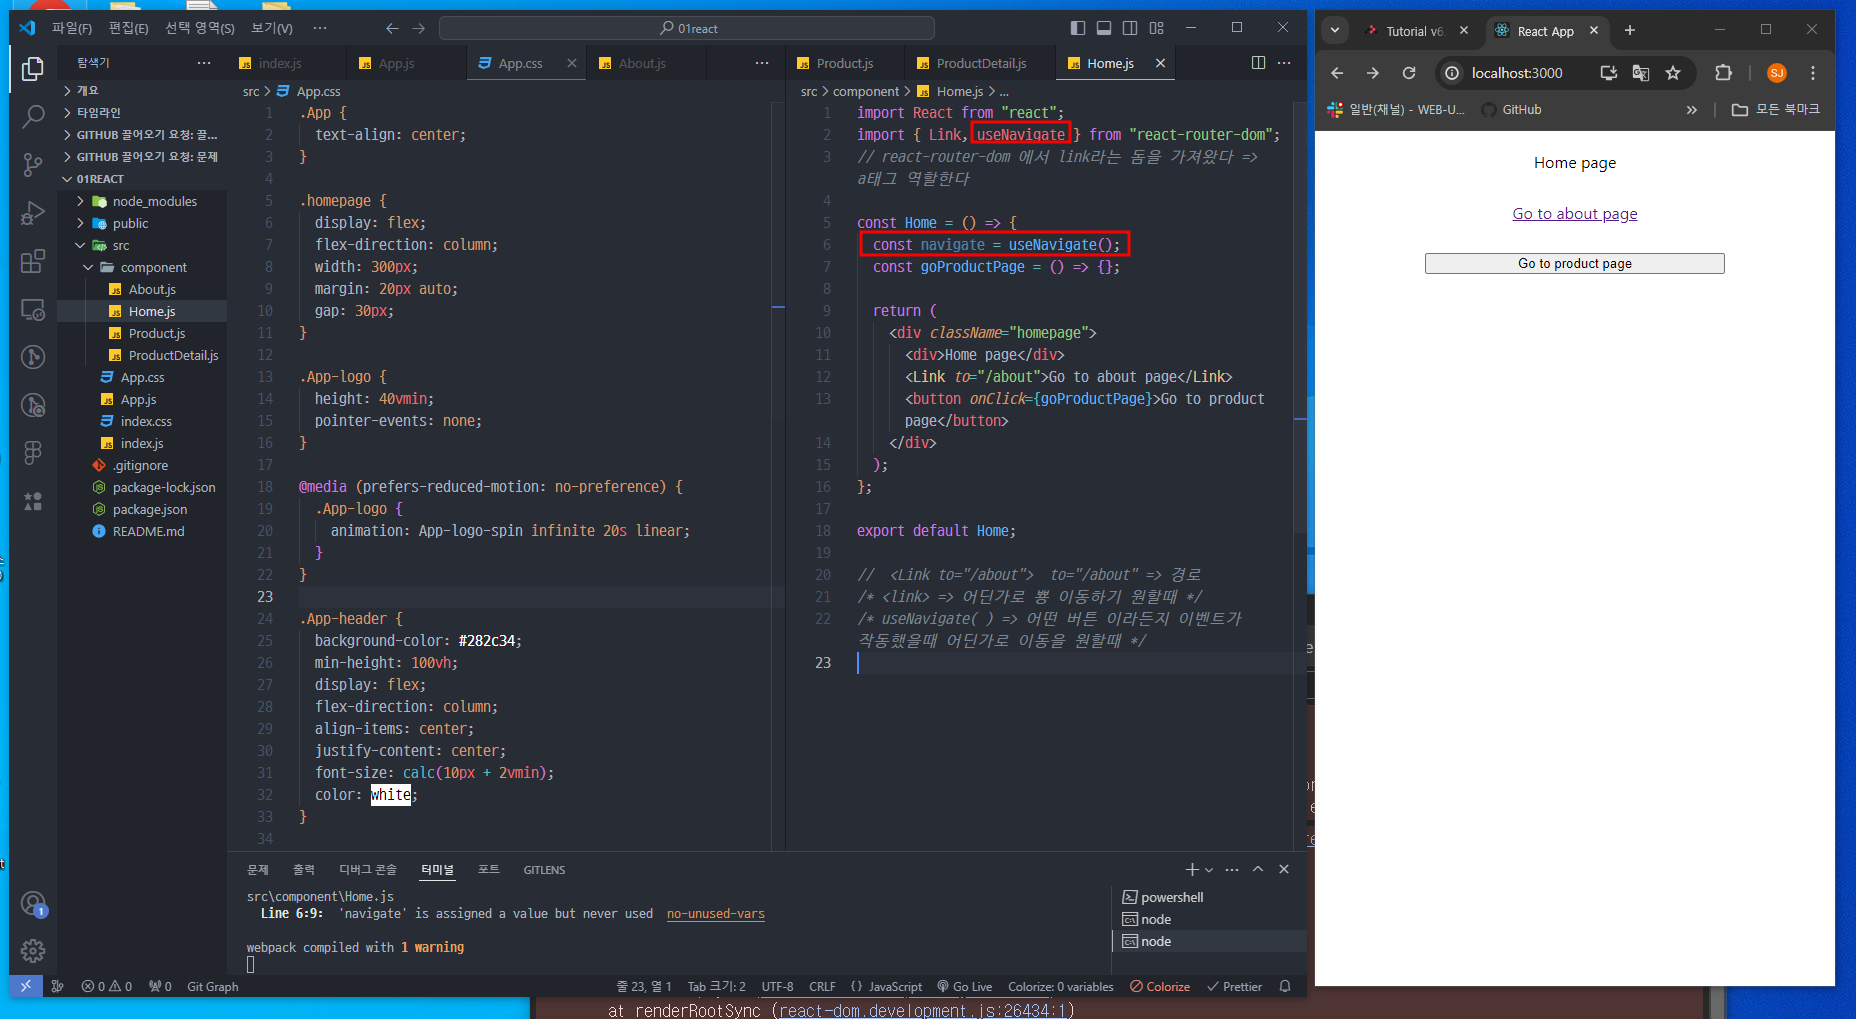 파일(F) 편집(E) 선택 영역(S) 보기(V) ··· 01react
탐색기 ···
개요
타임라인
GITHUB 끌어오기 요청: 끌...
GITHUB 끌어오기 요청: 문제
01REACT
node_modules
public
src
component
About.js
Home.js
Product.js
ProductDetail.js
App.css
App.js
index.css
index.js
.gitignore
package-lock.json
package.json
README.md
index.js App.js App.css About.js ···
src > App.css
1 .App {
2 text-align: center;
3 }
4
5 .homepage {
6 display: flex;
7 flex-direction: column;
8 width: 300px;
9 margin: 20px auto;
10 gap: 30px;
11 }
12
13 .App-logo {
14 height: 40vmin;
15 pointer-events: none;
16 }
17
18 @media (prefers-reduced-motion: no-preference) {
19 .App-logo {
20 animation: App-logo-spin infinite 20s linear;
21 }
22 }
23
24 .App-header {
25 background-color: #282c34;
26 min-height: 100vh;
27 display: flex;
28 flex-direction: column;
29 align-items: center;
30 justify-content: center;
31 font-size: calc(10px + 2vmin);
32 color: white;
33 }
34
Product.js ProductDetail.js Home.js ···
src > component > Home.js > ...
1 import React from "react";
2 import { Link, useNavigate } from "react-router-dom";
3 // react-router-dom 에서 link라는 돔을 가져왔다 =>
a태그 역할한다
4
5 const Home = () => {
6 const navigate = useNavigate();
7 const goProductPage = () => {};
8
9 return (
10 <div className="homepage">
11 <div>Home page</div>
12 <Link to="/about">Go to about page</Link>
13 <button onClick={goProductPage}>Go to product
page</button>
14 </div>
15 );
16 };
17
18 export default Home;
19
20 // <Link to="/about"> to="/about" => 경로
21 /* <link> => 어딘가로 뿅 이동하기 원할때 */
22 /* useNavigate( ) => 어떤 버튼 이라든지 이벤트가
작동했을때 어딘가로 이동을 원할때 */
23
문제 출력 디버그 콘솔 터미널 포트 GITLENS
src\component\Home.js
Line 6:9: 'navigate' is assigned a value but never used no-unused-vars
webpack compiled with 1 warning
powershell
node
node
1
0 0 0 Git Graph 줄 23, 열 1 Tab 크기: 2 UTF-8 CRLF {} JavaScript Go Live Colorize: 0 variables Colorize Prettier
at renderRootSync (react-dom.development.js:26434:1)
Tutorial v6. React App
localhost:3000 SJ
일반(채널) - WEB-U... GitHub » 모든 북마크
Home page
Go to about page
Go to product page